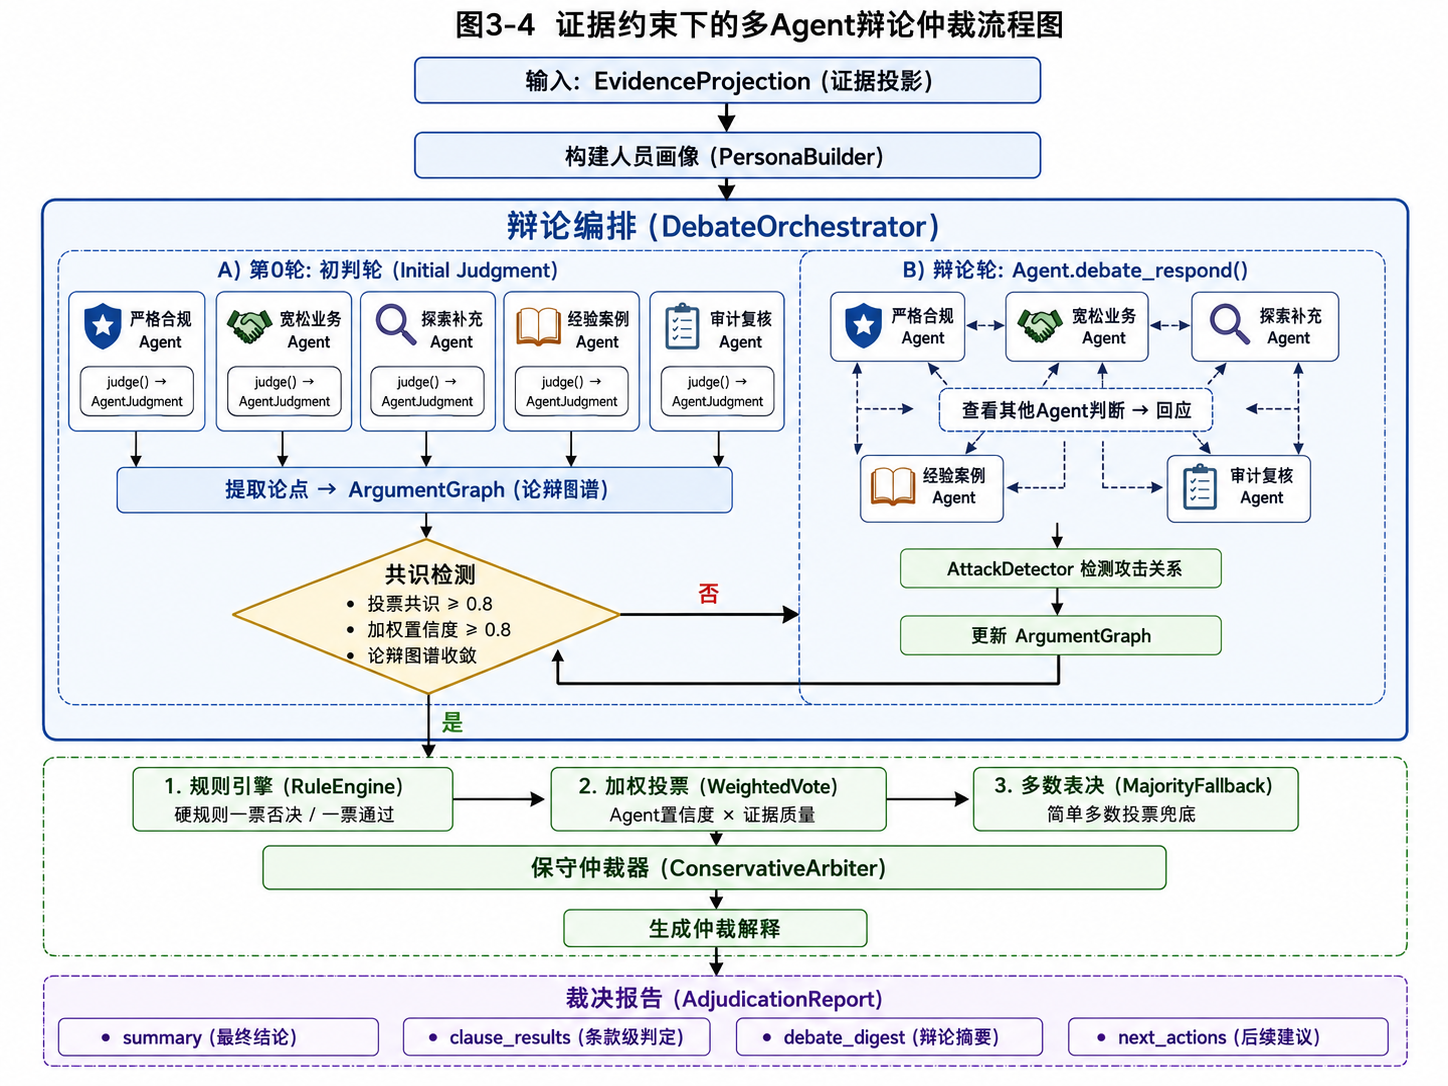 图3-4 证据约束下的多Agent辩论仲裁流程图
输入: EvidenceProjection (证据投影)
构建人员画像 (PersonaBuilder)
辩论编排 (DebateOrchestrator)
A) 第0轮: 初判轮 (Initial Judgment)
严格合规
Agent
judge() →
AgentJudgment
宽松业务
Agent
judge() →
AgentJudgment
探索补充
Agent
judge() →
AgentJudgment
经验案例
Agent
judge() →
AgentJudgment
审计复核
Agent
judge() →
AgentJudgment
提取论点 → ArgumentGraph (论辩图谱)
共识检测
• 投票共识 ≥ 0.8
• 加权置信度 ≥ 0.8
• 论辩图谱收敛
否
是
B) 辩论轮: Agent.debate_respond()
严格合规
Agent
宽松业务
Agent
探索补充
Agent
查看其他Agent判断 → 回应
经验案例
Agent
审计复核
Agent
AttackDetector 检测攻击关系
更新 ArgumentGraph
1. 规则引擎 (RuleEngine)
硬规则一票否决 / 一票通过
2. 加权投票 (WeightedVote)
Agent置信度 × 证据质量
3. 多数表决 (MajorityFallback)
简单多数投票兜底
保守仲裁器 (ConservativeArbiter)
生成仲裁解释
裁决报告 (AdjudicationReport)
• summary (最终结论)
• clause_results (条款级判定)
• debate_digest (辩论摘要)
• next_actions (后续建议)